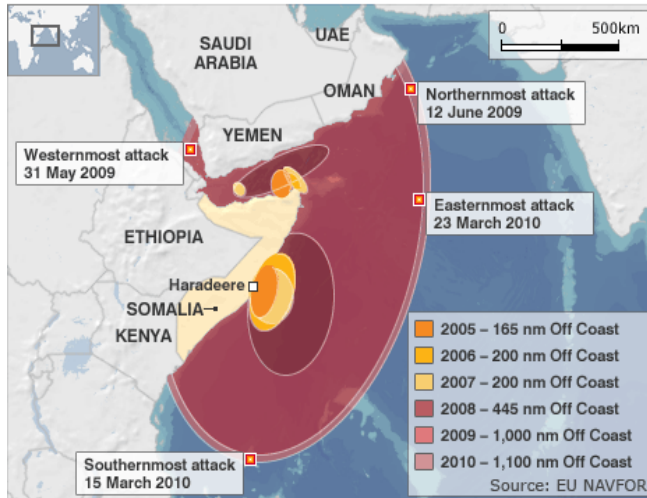 SAUDI
ARABIA
UAE
0 500km
OMAN
Northernmost attack
12 June 2009
YEMEN
Westernmost attack
31 May 2009
Easternmost attack
23 March 2010
ETHIOPIA
Haradeere
SOMALIA
KENYA
2005 – 165 nm Off Coast
2006 – 200 nm Off Coast
2007 – 200 nm Off Coast
2008 – 445 nm Off Coast
2009 – 1,000 nm Off Coast
2010 – 1,100 nm Off Coast
Southernmost attack
15 March 2010
Source: EU NAVFOR